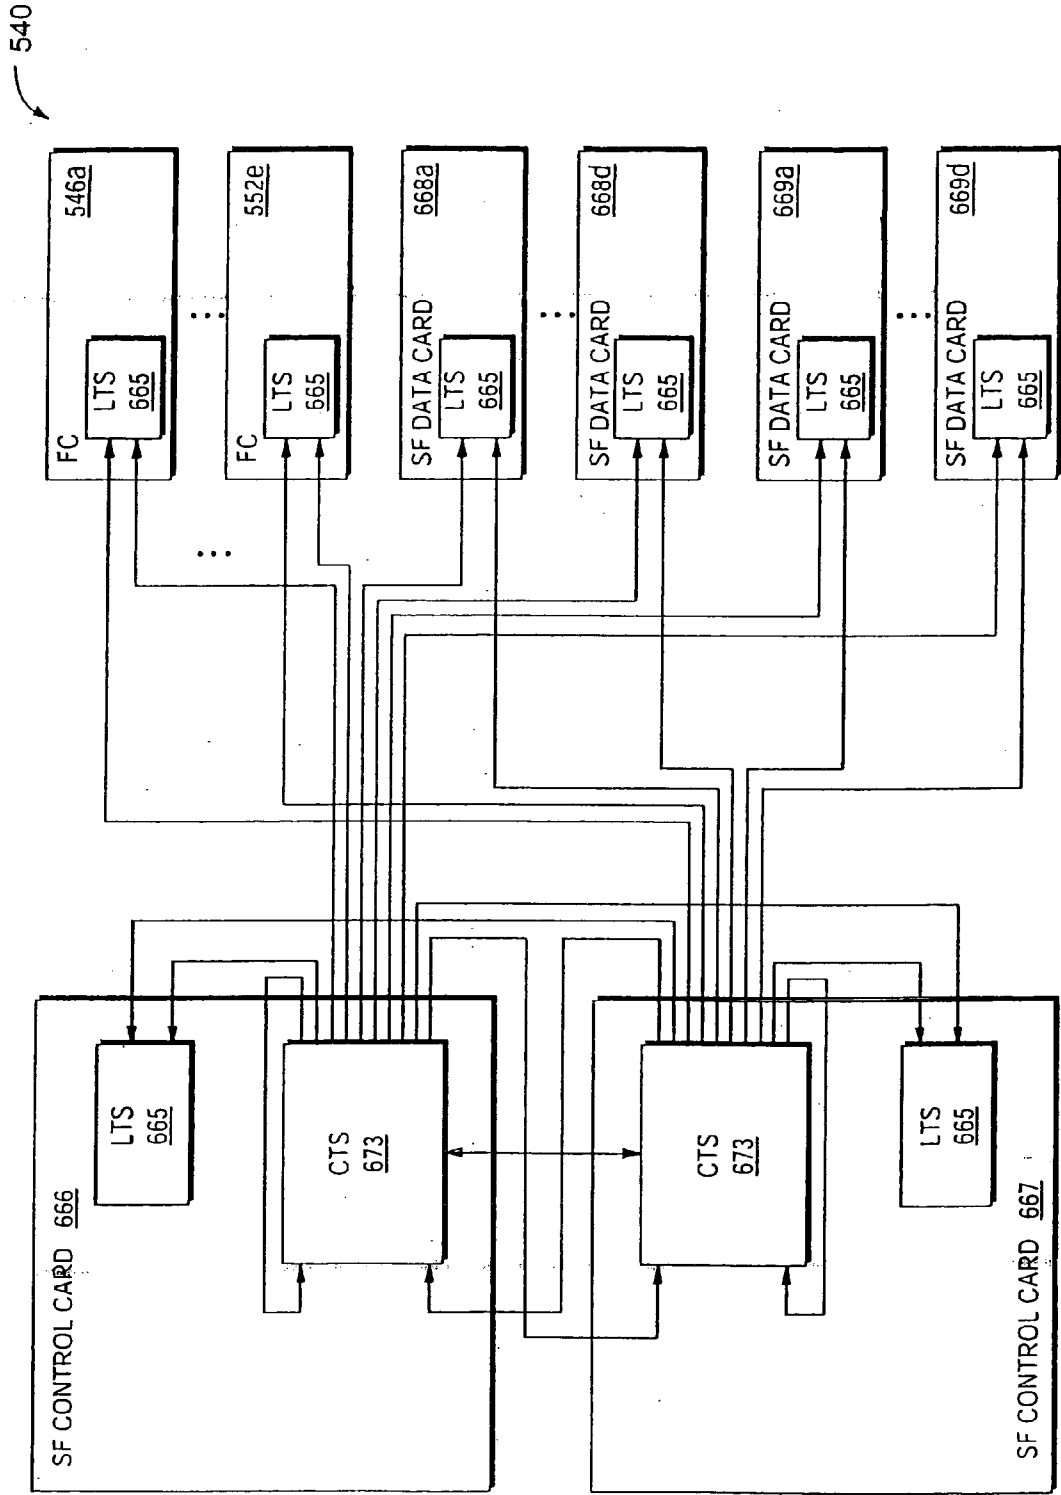 540
SF CONTROL CARD 666
LTS
665
CTS
673
SF CONTROL CARD 667
CTS
673
LTS
665
FC
546a
LTS
665
...
...
FC
552e
LTS
665
SF DATA CARD
668a
LTS
665
...
SF DATA CARD
668d
LTS
665
SF DATA CARD
669a
LTS
665
...
SF DATA CARD
669d
LTS
665